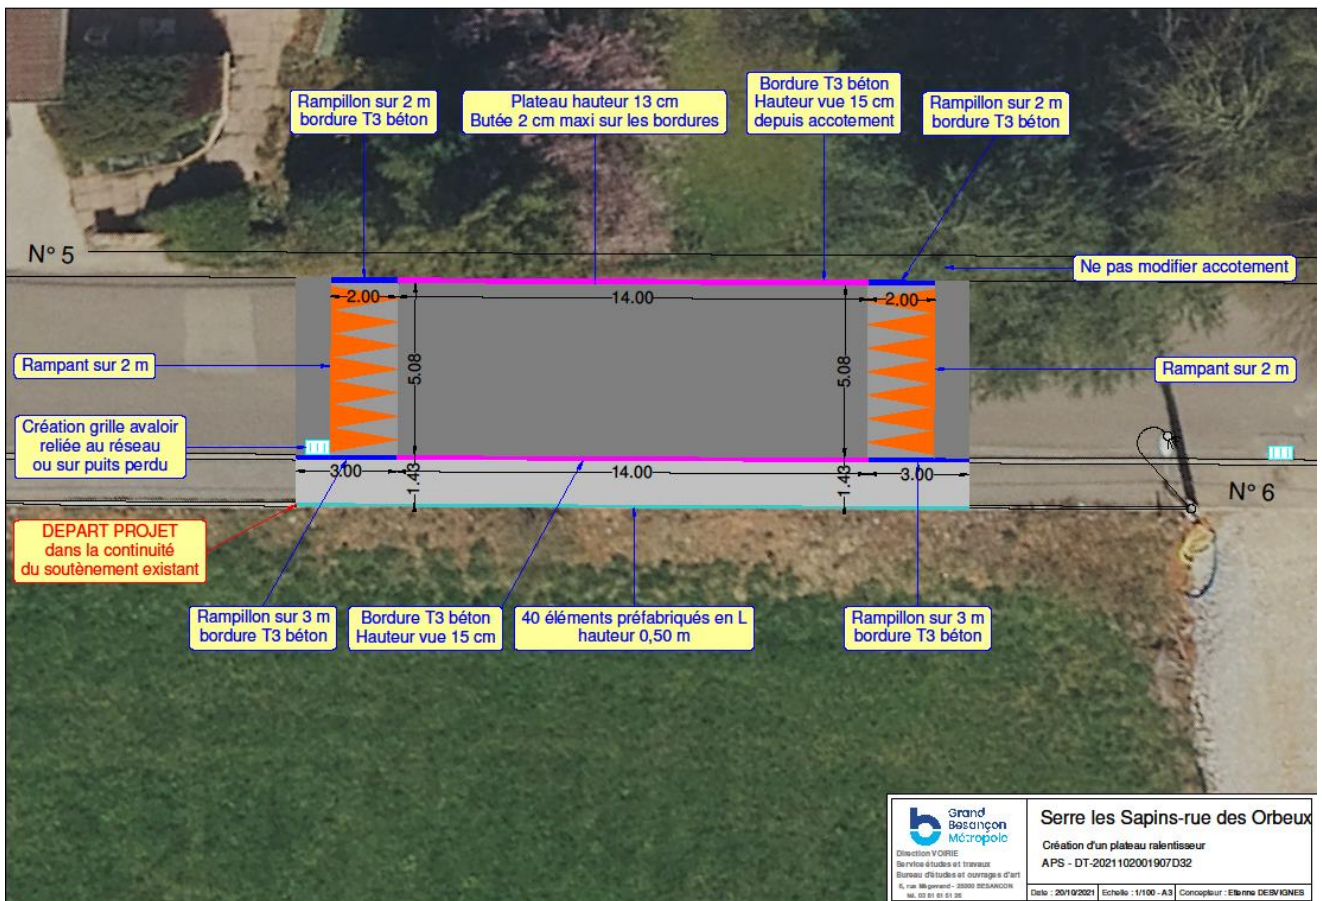 Rampillon sur 2 m
bordure T3 béton
Plateau hauteur 13 cm
Butée 2 cm maxi sur les bordures
Bordure T3 béton
Hauteur vue 15 cm
depuis accotement
Rampillon sur 2 m
bordure T3 béton
N° 5
Ne pas modifier accotement
2.00
14.00
2.00
5.08
5.08
Rampant sur 2 m
Rampant sur 2 m
Création grille avaloir
reliée au réseau
ou sur puits perdu
3.00
1.43
14.00
1.43
3.00
N° 6
DEPART PROJET
dans la continuité
du soutènement existant
Rampillon sur 3 m
bordure T3 béton
Bordure T3 béton
Hauteur vue 15 cm
40 éléments préfabriqués en L
hauteur 0,50 m
Rampillon sur 3 m
bordure T3 béton
Grand
Besançon
Métropole
Direction VOIRIE
Service études et travaux
Bureau d'études et ouvrages d'art
6, rue Mégevand - 25000 BESANCON
Serre les Sapins-rue des Orbeux
Création d'un plateau ralentisseur
APS - DT-2021102001907D32
Date : 20/10/2021 Echelle : 1/100 - A3 Concepteur : Etienne DESVIGNES